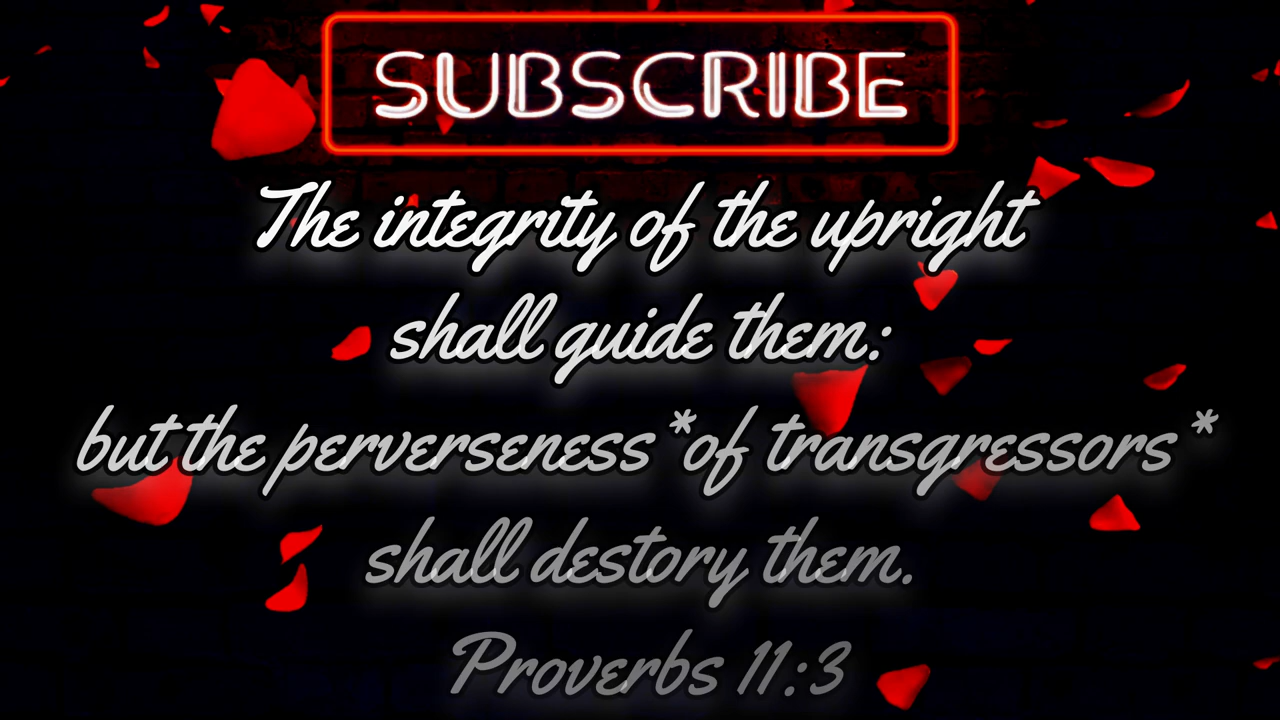 SUBSCRIBE
The integrity of the upright
shall guide them:
but the perverseness *of transgressors*
shall destory them.
Proverbs 11:3